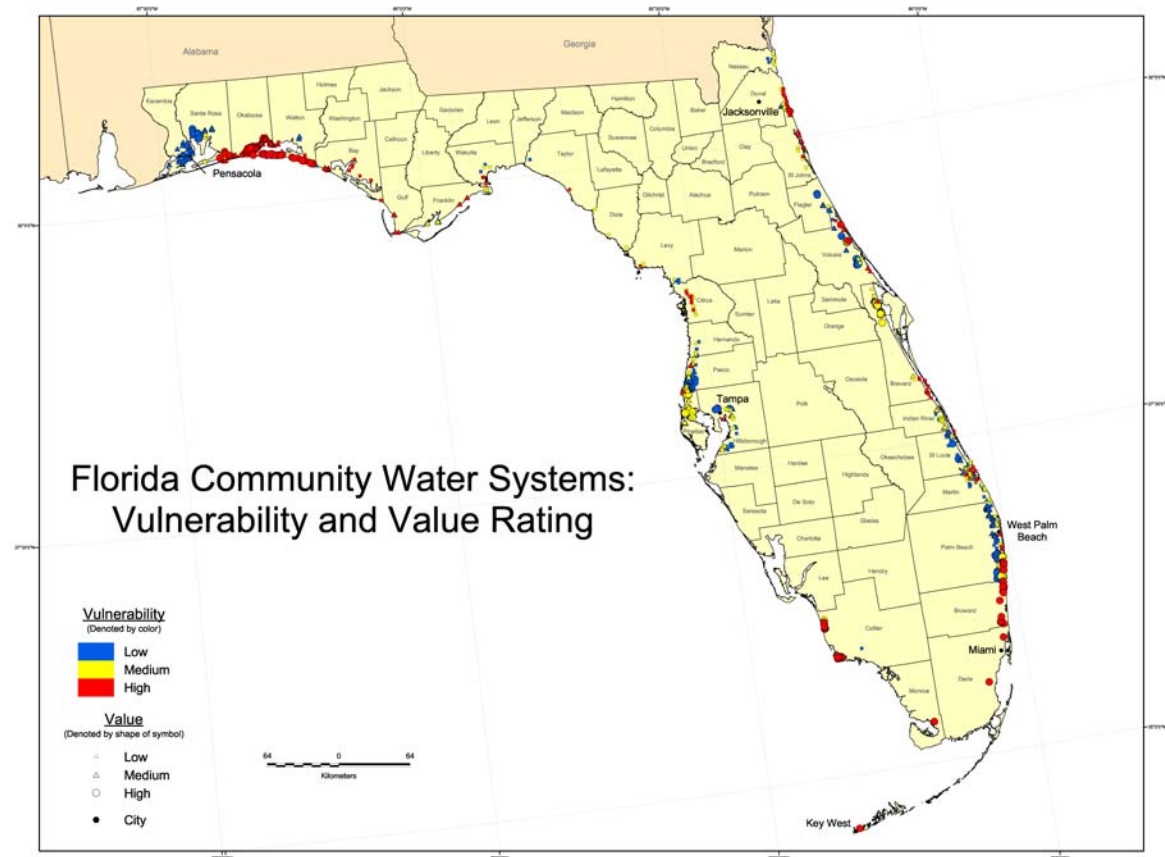 Alabama
Georgia
Escambia
Santa Rosa
Okaloosa
Walton
Holmes
Jackson
Washington
Bay
Calhoun
Gulf
Liberty
Gadsden
Franklin
Leon
Wakulla
Jefferson
Madison
Taylor
Hamilton
Suwannee
Lafayette
Dixie
Columbia
Baker
Union
Bradford
Gilchrist
Alachua
Levy
Nassau
Duval
Jacksonville
Clay
St Johns
Putnam
Flagler
Marion
Volusia
Pensacola
Citrus
Sumter
Lake
Seminole
Orange
Hernando
Pasco
Osceola
Brevard
Polk
Tampa
Indian River
Pinellas
Hillsborough
Okeechobee
St Lucie
Manatee
Hardee
Highlands
Martin
De Soto
Sarasota
Glades
Charlotte
West Palm
Beach
Palm Beach
Lee
Hendry
Broward
Collier
Miami
Dade
Monroe
Key West
Florida Community Water Systems:
Vulnerability and Value Rating
Vulnerability
(Denoted by color)
Low
Medium
High
Value
(Denoted by shape of symbol)
Low
Medium
High
City
64 0 64
Kilometers